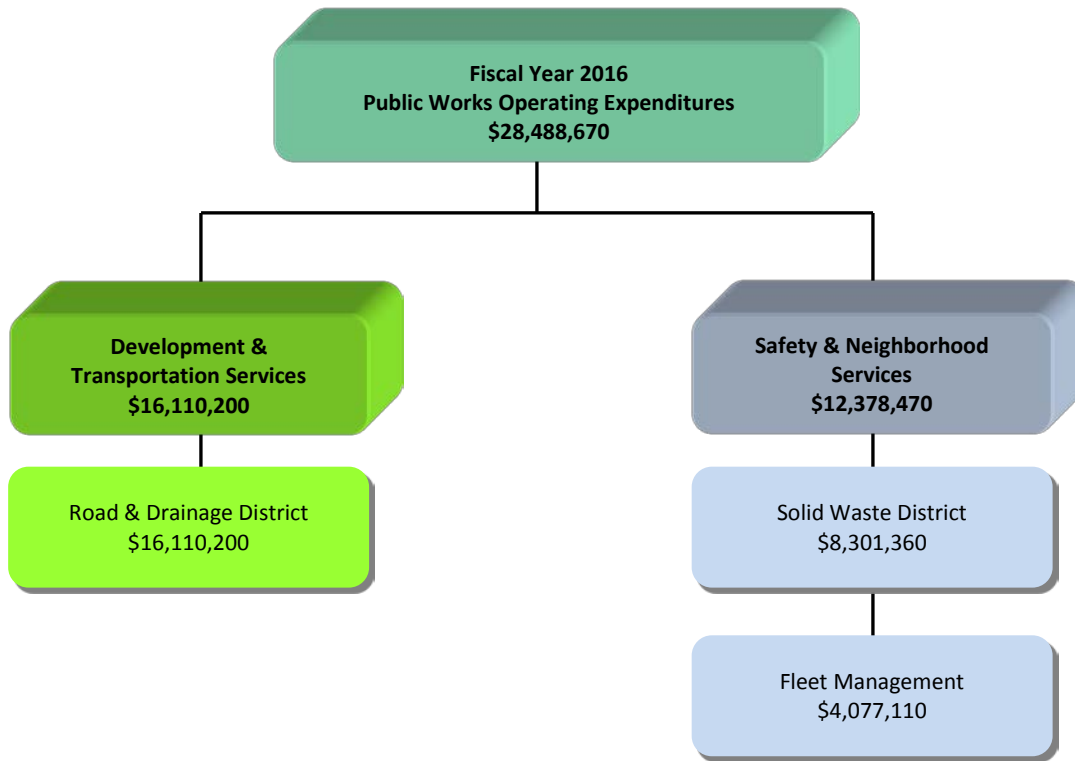 Fiscal Year 2016
Public Works Operating Expenditures
$28,488,670
Development &
Transportation Services
$16,110,200
Safety & Neighborhood
Services
$12,378,470
Road & Drainage District
$16,110,200
Solid Waste District
$8,301,360
Fleet Management
$4,077,110